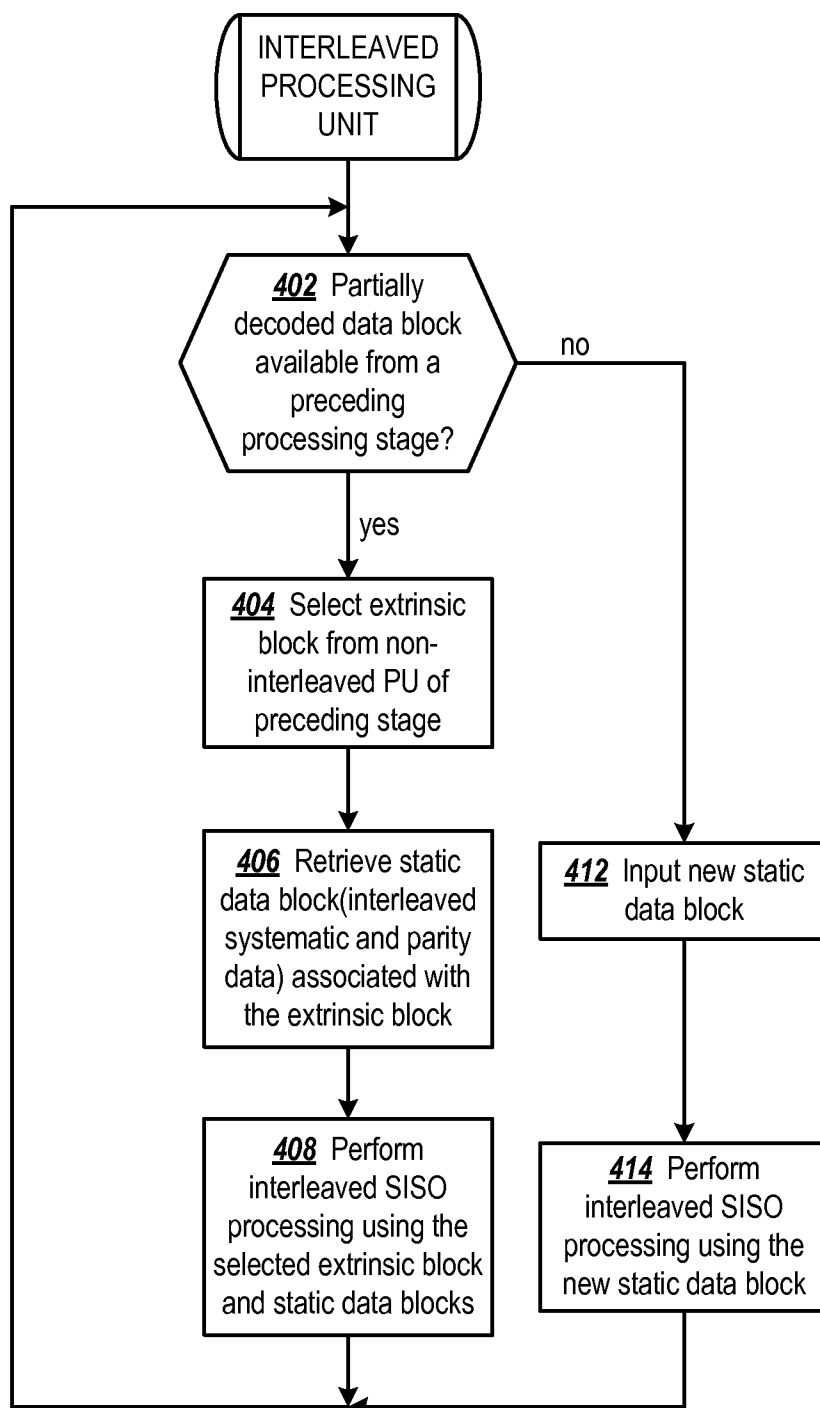 INTERLEAVED
PROCESSING
UNIT
402 Partially
decoded data block
available from a
preceding
processing stage?
no
yes
404 Select extrinsic
block from non-
interleaved PU of
preceding stage
406 Retrieve static
data block(interleaved
systematic and parity
data) associated with
the extrinsic block
412 Input new static
data block
408 Perform
interleaved SISO
processing using the
selected extrinsic block
and static data blocks
414 Perform
interleaved SISO
processing using the
new static data block